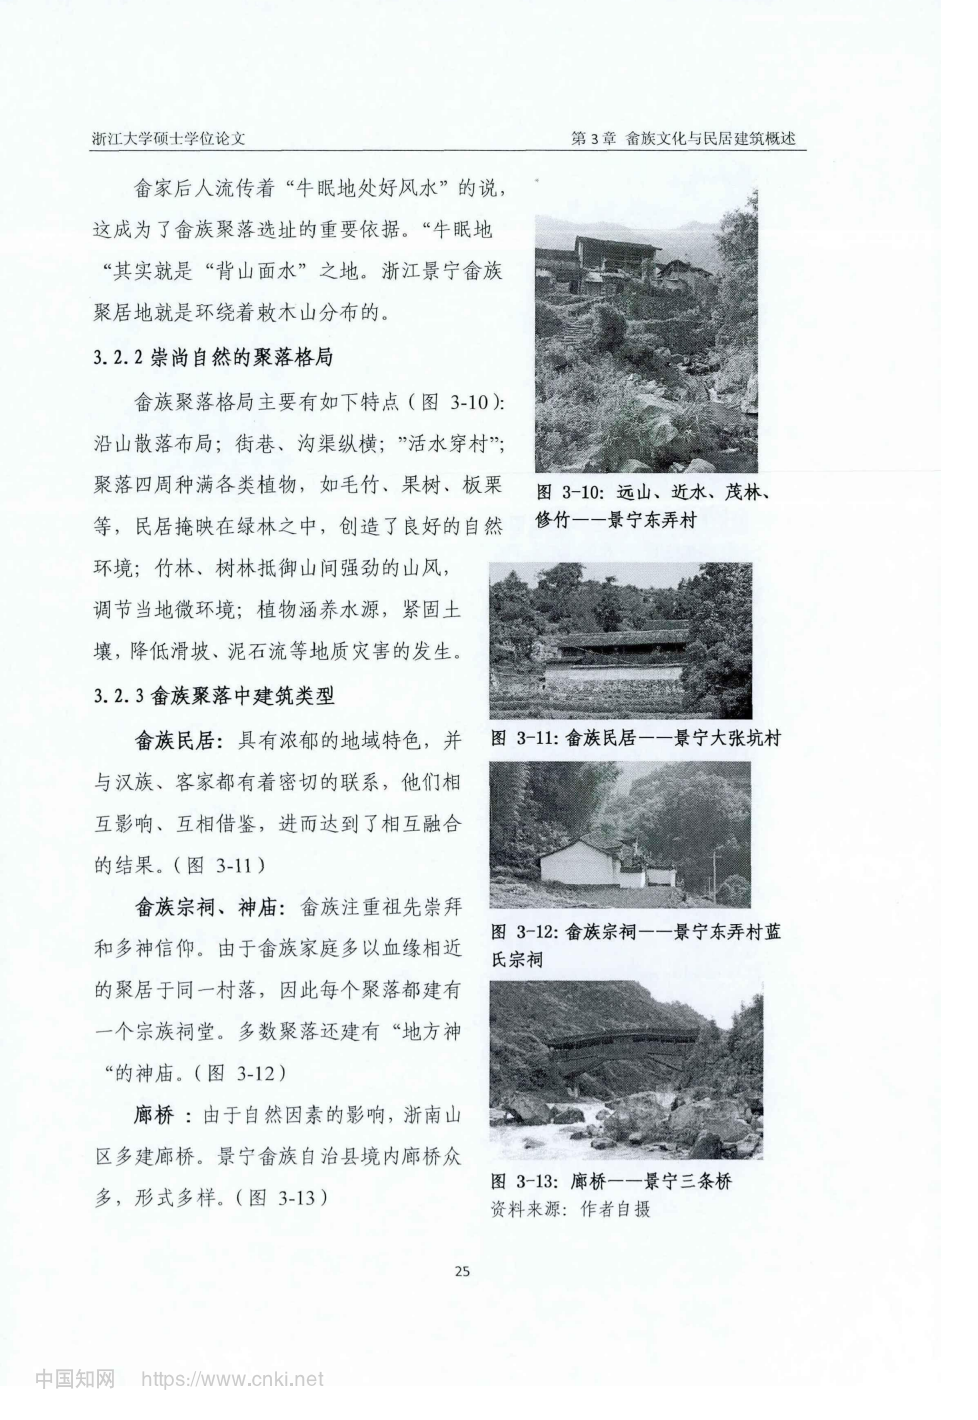 浙江大学硕士学位论文
第 3 章 畲族文化与民居建筑概述
畲家后人流传着“牛眠地处好风水”的说，
这成为了畲族聚落选址的重要依据。“牛眠地
“其实就是“背山面水”之地。浙江景宁畲族
聚居地就是环绕着敕木山分布的。
3.2.2 崇尚自然的聚落格局
畲族聚落格局主要有如下特点（图 3-10）：
沿山散落布局；街巷、沟渠纵横；”活水穿村”；
聚落四周种满各类植物，如毛竹、果树、板栗
等，民居掩映在绿林之中，创造了良好的自然
环境；竹林、树林抵御山间强劲的山风，
调节当地微环境；植物涵养水源，紧固土
壤，降低滑坡、泥石流等地质灾害的发生。
3.2.3 畲族聚落中建筑类型
畲族民居：具有浓郁的地域特色，并
与汉族、客家都有着密切的联系，他们相
互影响、互相借鉴，进而达到了相互融合
的结果。（图 3-11）
畲族宗祠、神庙：畲族注重祖先崇拜
和多神信仰。由于畲族家庭多以血缘相近
的聚居于同一村落，因此每个聚落都建有
一个宗族祠堂。多数聚落还建有“地方神
“的神庙。（图 3-12）
廊桥 ：由于自然因素的影响，浙南山
区多建廊桥。景宁畲族自治县境内廊桥众
多，形式多样。（图 3-13）
图 3-10：远山、近水、茂林、
修竹——景宁东弄村
图 3-11：畲族民居——景宁大张坑村
图 3-12：畲族宗祠——景宁东弄村蓝
氏宗祠
图 3-13：廊桥——景宁三条桥
资料来源：作者自摄
25
中国知网 https://www.cnki.net